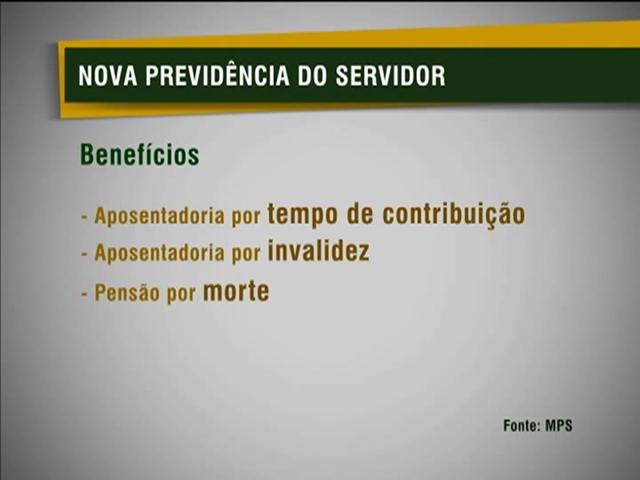 NOVA PREVIDÊNCIA DO SERVIDOR
Benefícios
- Aposentadoria por tempo de contribuição
- Aposentadoria por invalidez
- Pensão por morte
Fonte: MPS